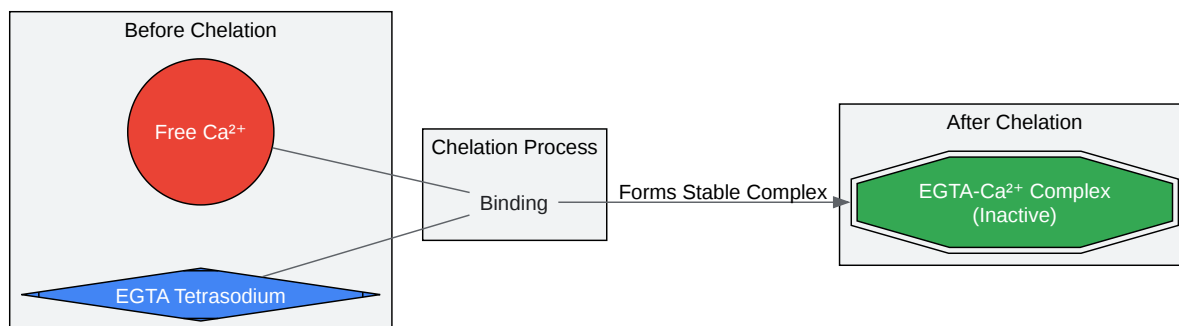 Before Chelation
Free Ca²⁺
EGTA Tetrasodium
Chelation Process
Binding
Forms Stable Complex
After Chelation
EGTA-Ca²⁺ Complex
(Inactive)